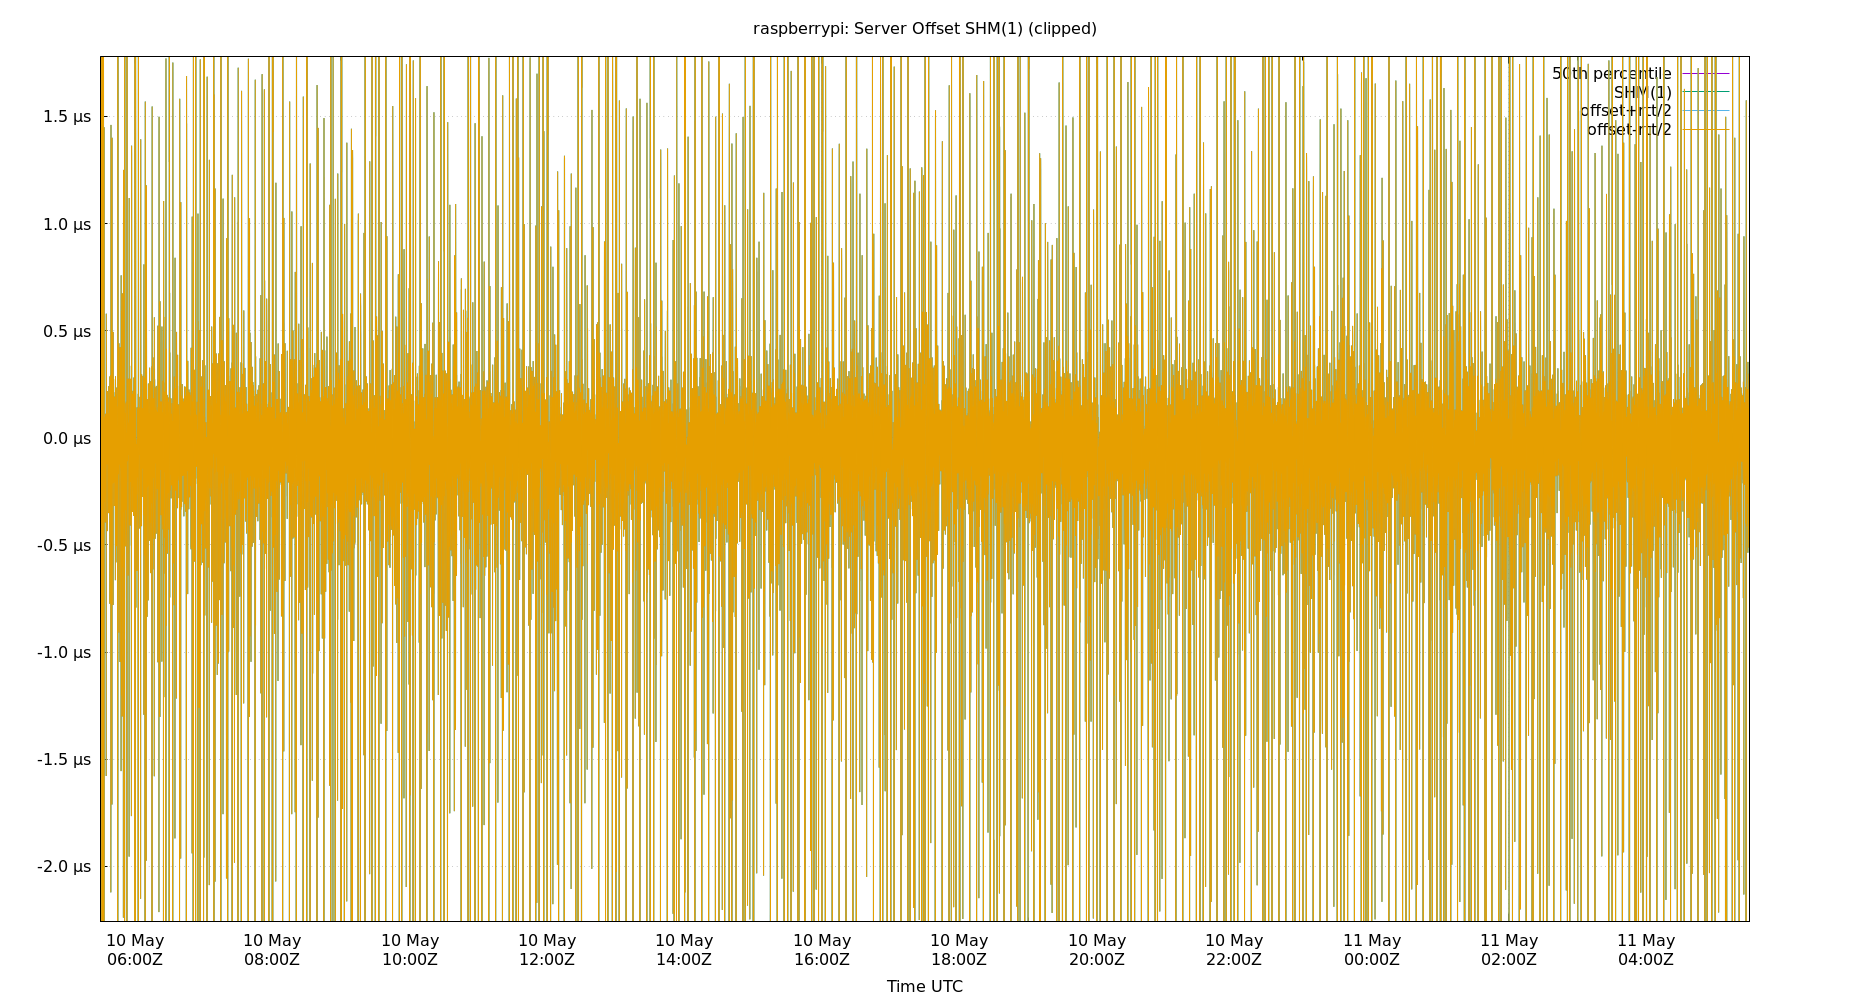 raspberrypi: Server Offset SHM(1) (clipped)
50th percentile
SHM(1)
offset+rtt/2
offset-rtt/2
1.5 µs
1.0 µs
0.5 µs
0.0 µs
-0.5 µs
-1.0 µs
-1.5 µs
-2.0 µs
10 May 10 May 10 May 10 May 10 May 10 May 10 May 10 May 10 May 11 May 11 May 11 May
06:00Z 08:00Z 10:00Z 12:00Z 14:00Z 16:00Z 18:00Z 20:00Z 22:00Z 00:00Z 02:00Z 04:00Z
Time UTC